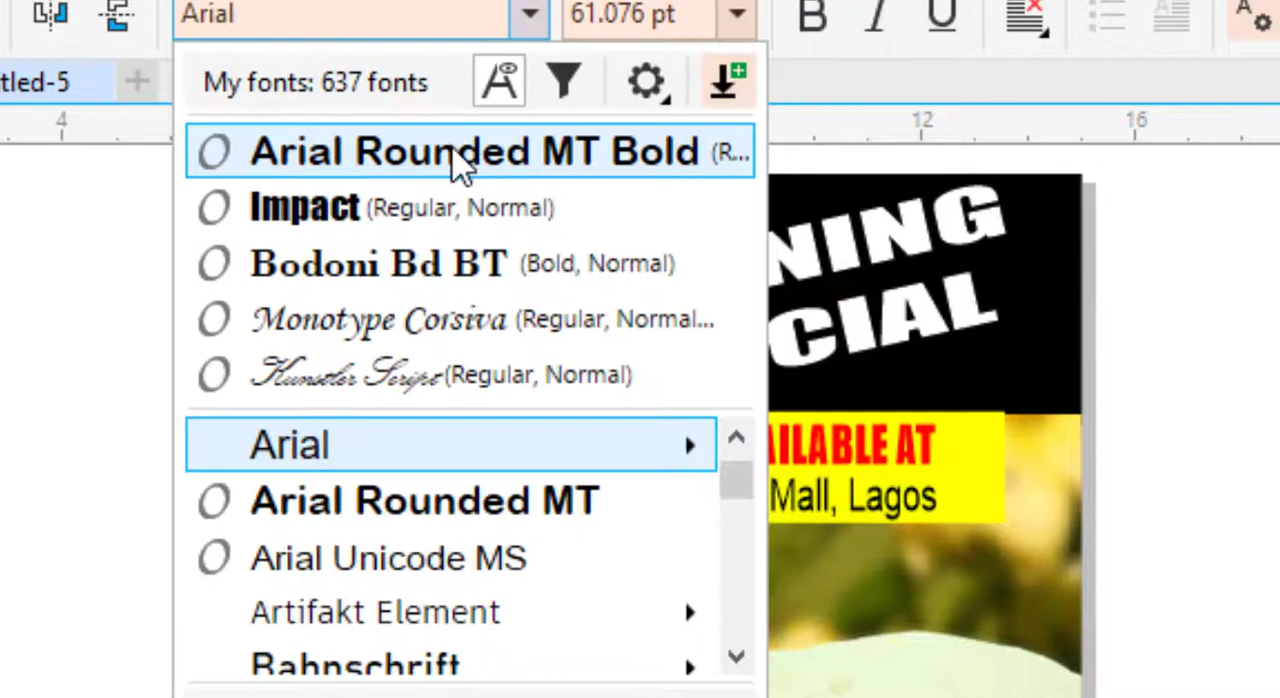 Arial 61.076 pt B I U
tled-5 +
My fonts: 637 fonts
4 12 16
Arial Rounded MT Bold (R...
Impact (Regular, Normal)
Bodoni Bd BT (Bold, Normal)
Monotype Corsiva (Regular, Normal...
Kunstler Script (Regular, Normal)
Arial
Arial Rounded MT
Arial Unicode MS
Artifakt Element
Bahnschrift
NING
CIAL
AILABLE AT
Mall, Lagos